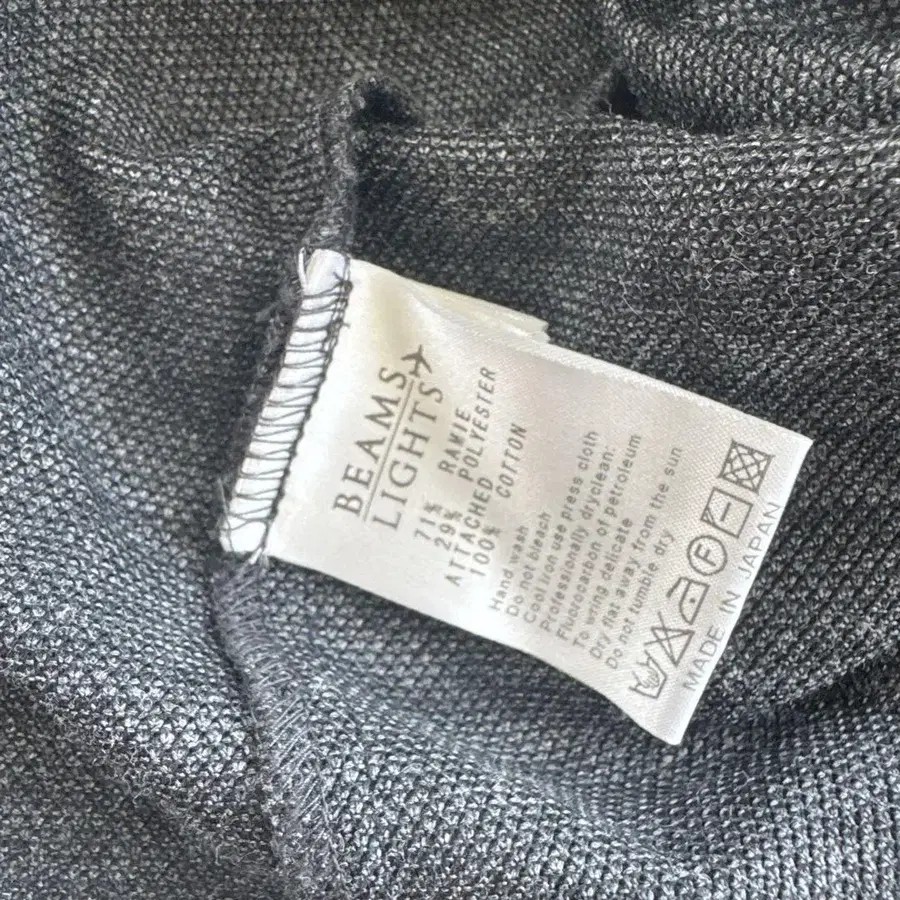 BEAMS
LIGHTS
71% RAMIE
29% POLYESTER
ATTACHED
100% COTTON
Hand wash
Do not bleach
Cool iron use press cloth
Professionally dryclean:
Fluorocarbon of petroleum
To wring delicate
Dry flat away from the sun
Do not tumble dry
F
MADE IN JAPAN